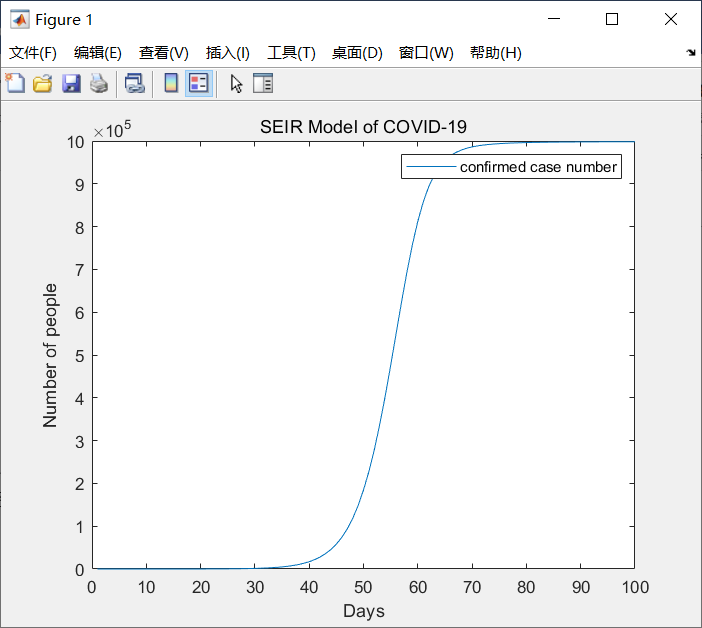 Figure 1
文件(F) 编辑(E) 查看(V) 插入(I) 工具(T) 桌面(D) 窗口(W) 帮助(H)
×10⁵
SEIR Model of COVID-19
confirmed case number
10
9
8
7
6
5
4
3
2
1
0
Number of people
0 10 20 30 40 50 60 70 80 90 100
Days